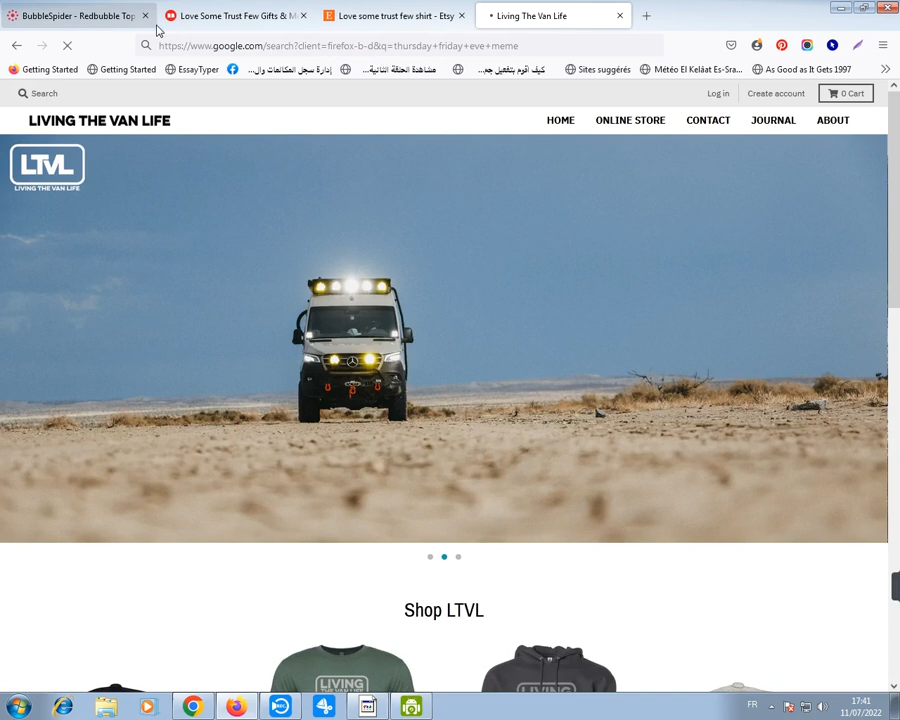 BubbleSpider - Redbubble Top
Love Some Trust Few Gifts & M
Love some trust few shirt - Etsy
Living The Van Life
https://www.google.com/search?client=firefox-b-d&q=thursday+friday+eve+meme
Getting Started
Getting Started
EssayTyper
إدارة سجل المكالمات وال...
مشاهدة الحلقة الثانية...
كيف اقوم بتفعيل جم...
Sites suggérés
Météo El Kelâat Es-Sra...
As Good as It Gets 1997
Search
Log in
Create account
0 Cart
LIVING THE VAN LIFE
HOME
ONLINE STORE
CONTACT
JOURNAL
ABOUT
LTVL
LIVING THE VAN LIFE
Shop LTVL
LIVING
THE VAN LIFE
LIVING
FR
17:41
11/07/2022